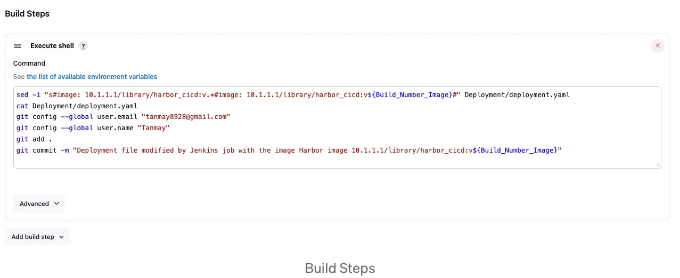 Build Steps
Execute shell ?
Command
See the list of available environment variables
sed -i "s#image: 10.1.1.1/library/harbor_cicd:v.+#image: 10.1.1.1/library/harbor_cicd:v${Build_Number_Image}#" Deployment/deployment.yaml
cat Deployment/deployment.yaml
git config --global user.email "tanmay8928@gmail.com"
git config --global user.name "Tanmay"
git add .
git commit -m "Deployment file modified by Jenkins job with the image Harbor image 10.1.1.1/library/harbor_cicd:v${Build_Number_Image}"
Advanced
Add build step
Build Steps